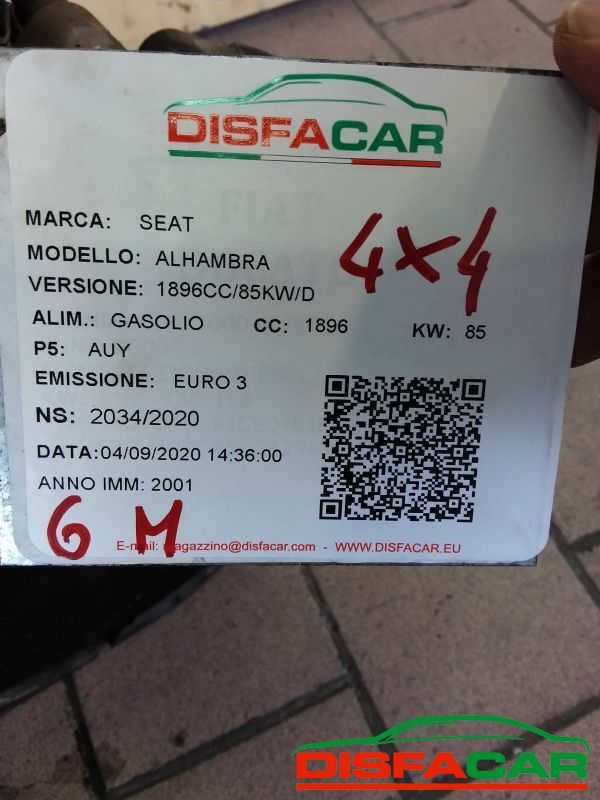 DISFACAR
MARCA: SEAT
MODELLO: ALHAMBRA
4x4
VERSIONE: 1896CC/85KW/D
ALIM.: GASOLIO CC: 1896 KW: 85
P5: AUY
EMISSIONE: EURO 3
NS: 2034/2020
DATA:04/09/2020 14:36:00
ANNO IMM: 2001
6 M
E-mail: magazzino@disfacar.com - WWW.DISFACAR.EU
DISFACAR